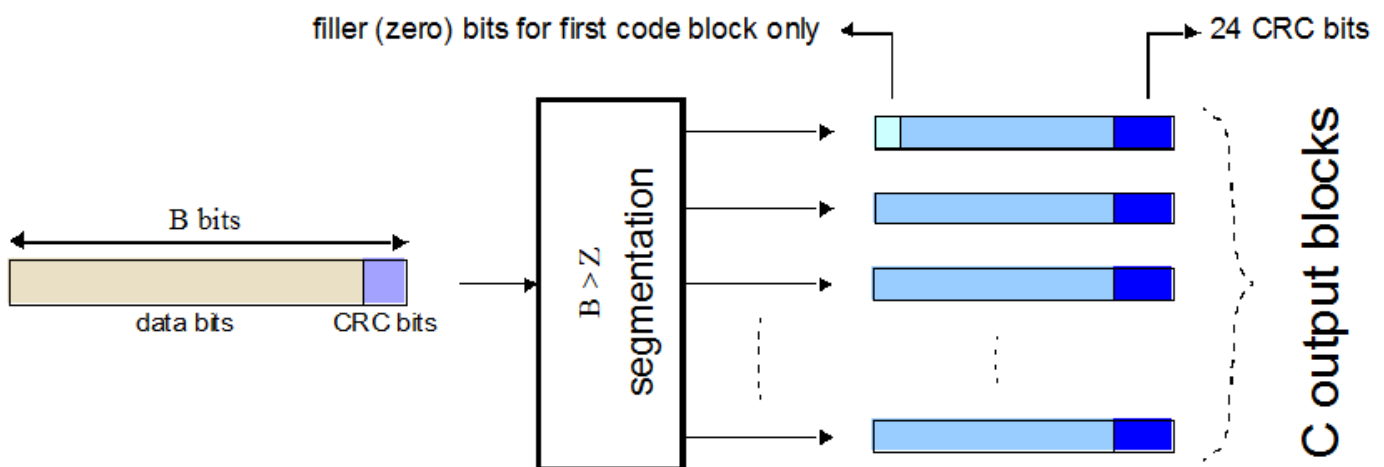 filler (zero) bits for first code block only
24 CRC bits
B bits
data bits
CRC bits
B > Z
segmentation
C output blocks